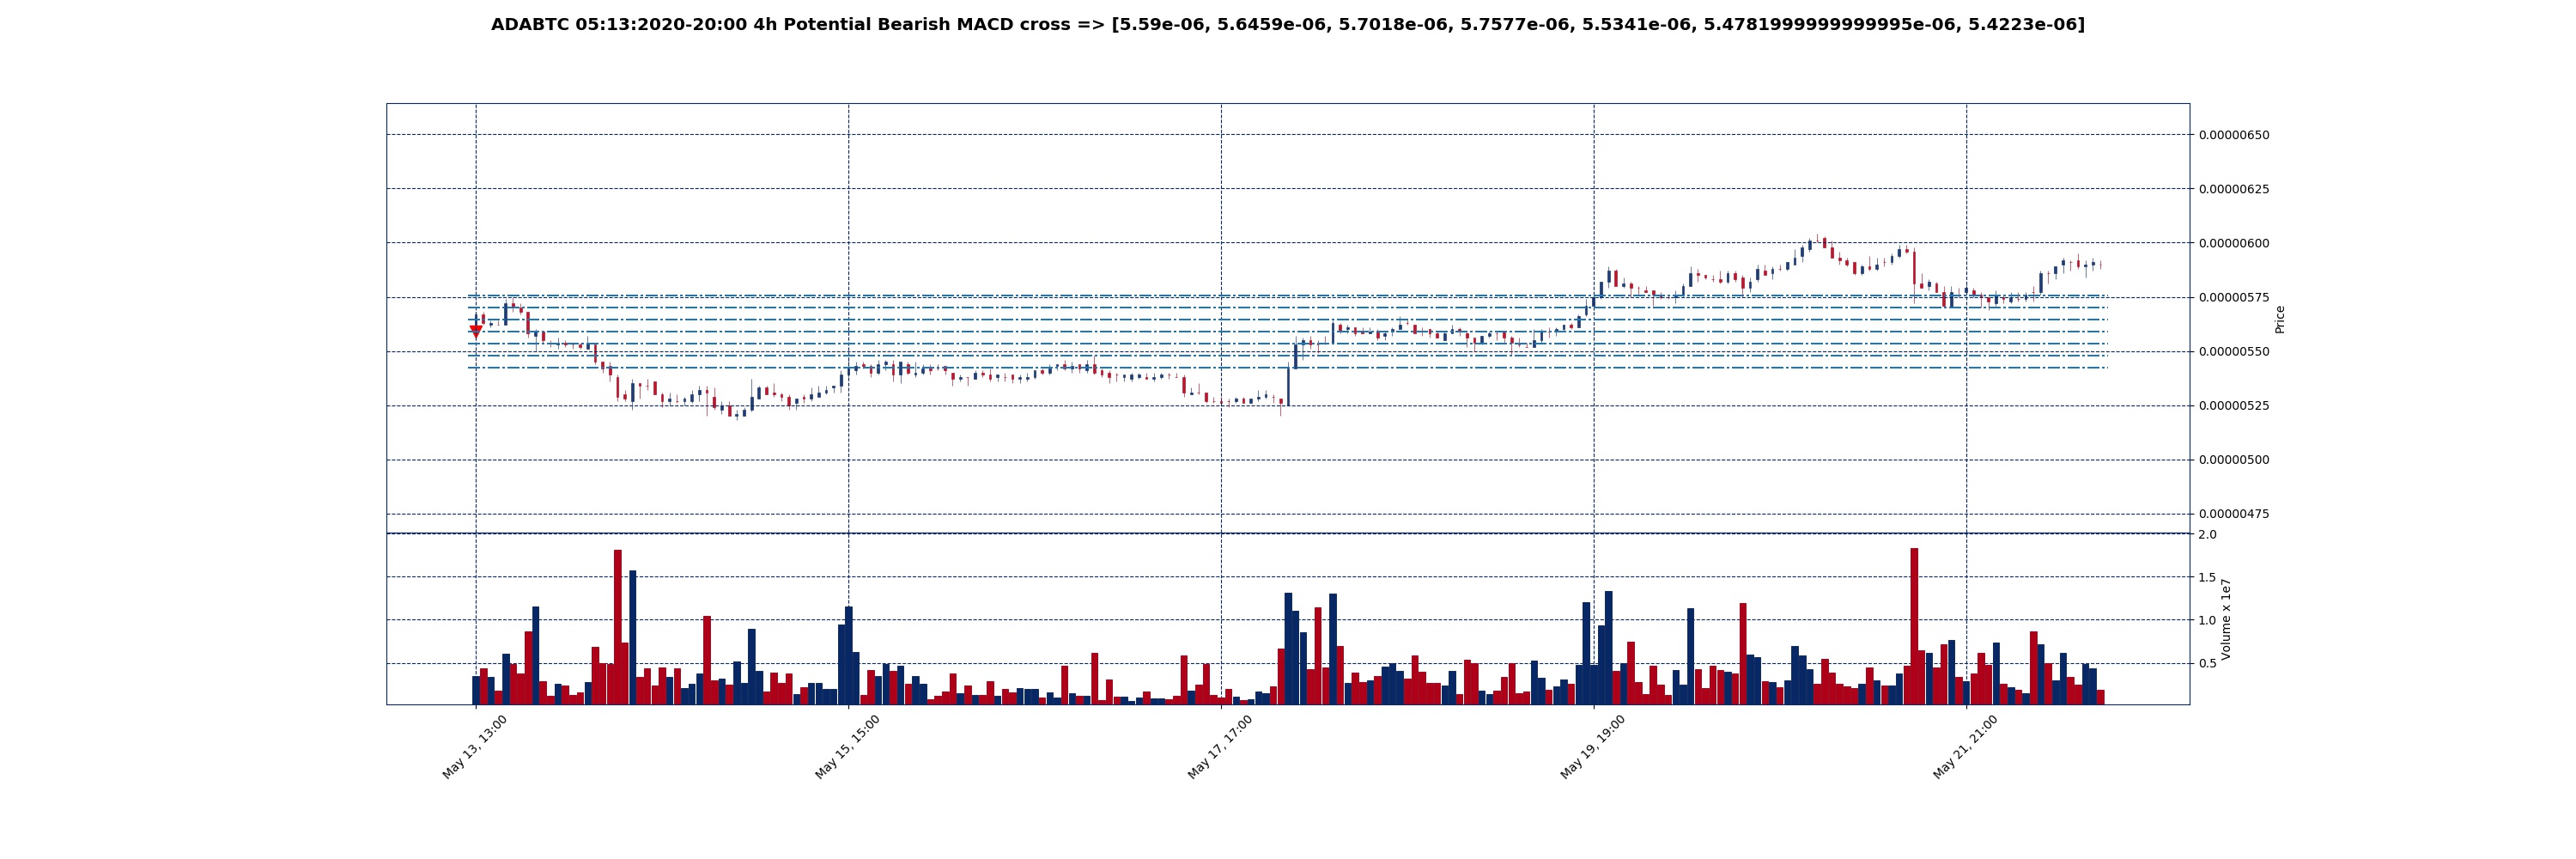 ADABTC 05:13:2020-20:00 4h Potential Bearish MACD cross => [5.59e-06, 5.6459e-06, 5.7018e-06, 5.7577e-06, 5.5341e-06, 5.4781999999999995e-06, 5.4223e-06]
0.00000650
0.00000625
0.00000600
0.00000575
0.00000550
0.00000525
0.00000500
0.00000475
Price
2.0
1.5
1.0
0.5
Volume x 1e7
May 13, 13:00
May 15, 15:00
May 17, 17:00
May 19, 19:00
May 21, 21:00